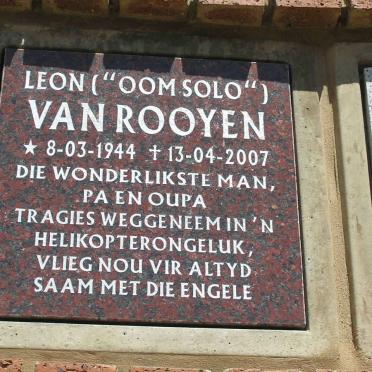 LEON ("OOM SOLO")
VAN ROOYEN
★ 8-03-1944 ✝ 13-04-2007
DIE WONDERLIKSTE MAN,
PA EN OUPA
TRAGIES WEGGENEEM IN 'N
HELIKOPTERONGELUK,
VLIEG NOU VIR ALTYD
SAAM MET DIE ENGELE